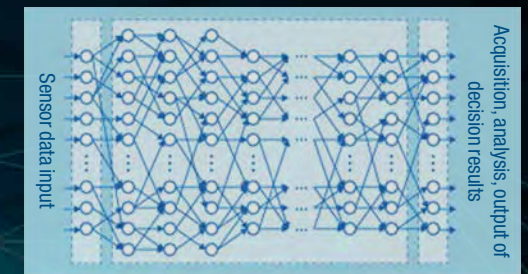 Sensor data input
Acquisition, analysis, output of
decision results